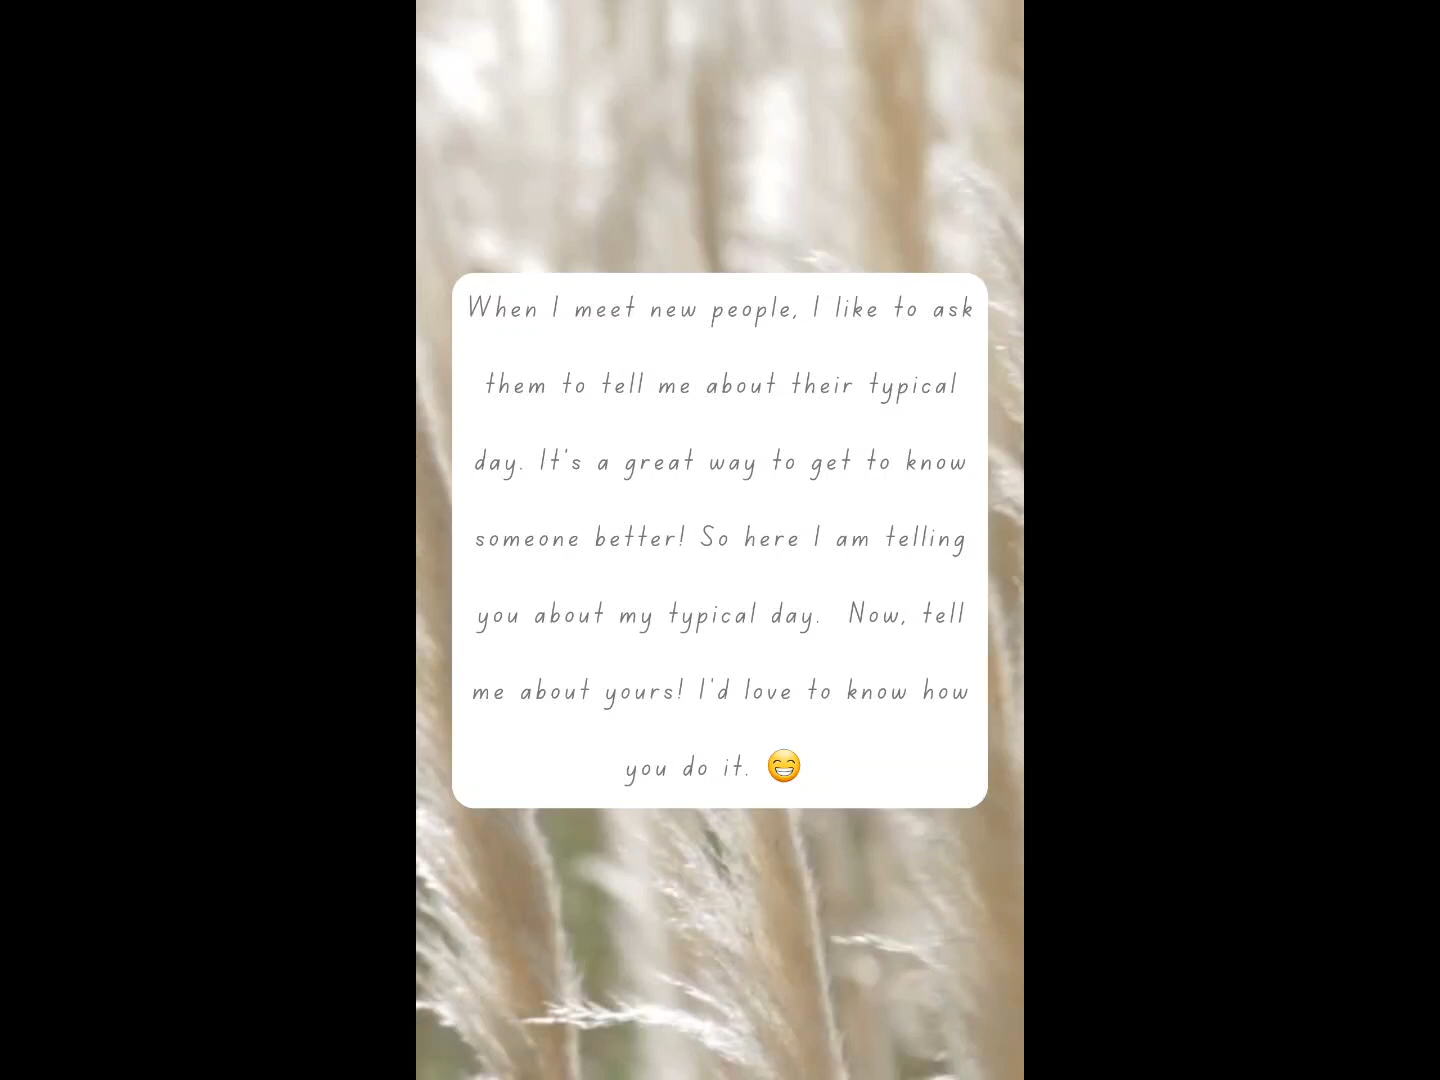 When I meet new people, I like to ask
them to tell me about their typical
day. It's a great way to get to know
someone better! So here I am telling
you about my typical day.  Now, tell
me about yours! I'd love to know how
you do it. 😁